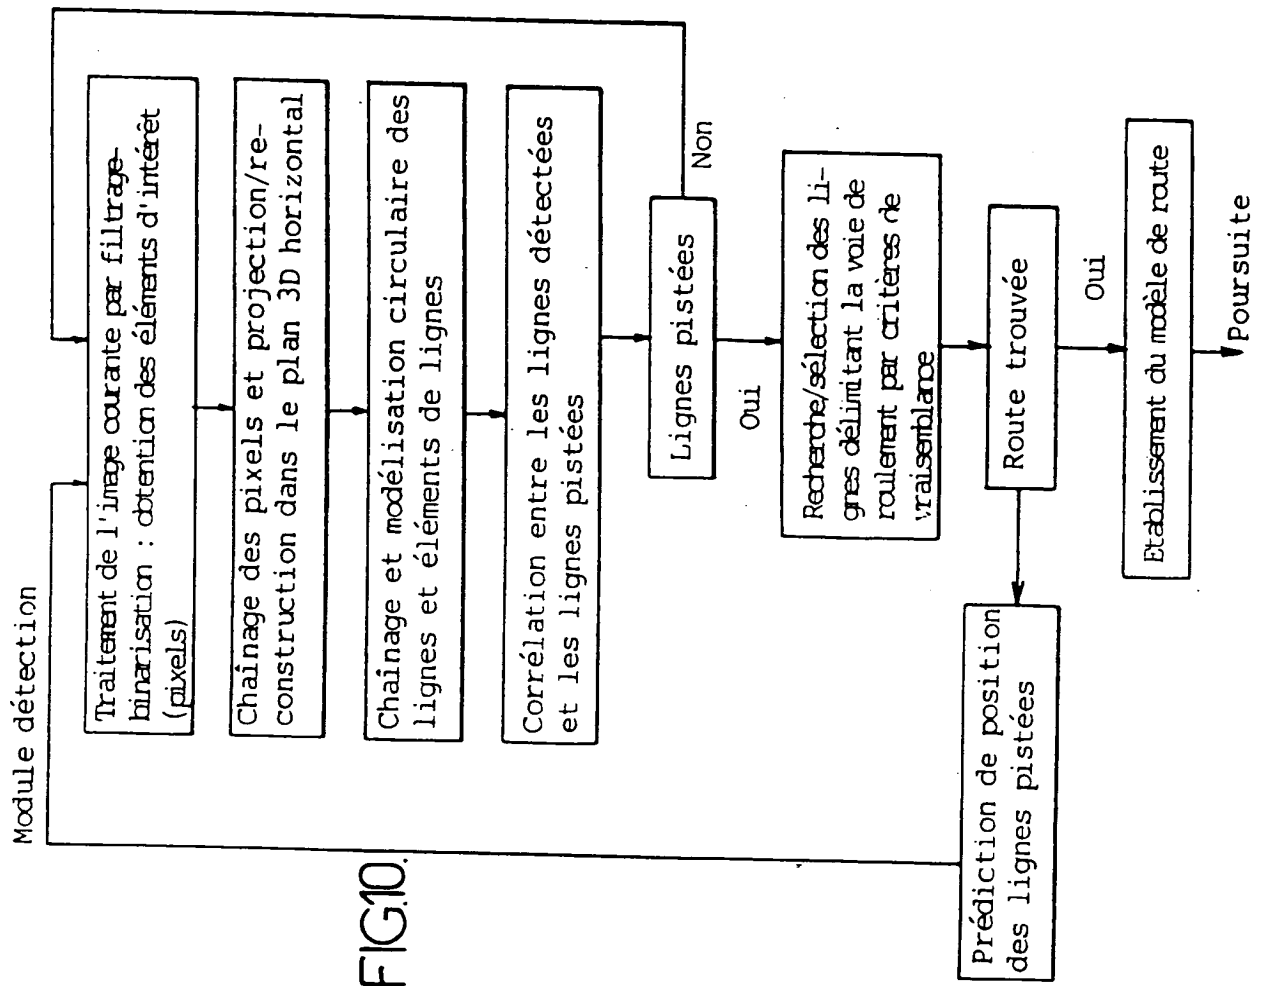 Module détection
Traitement de l'image courante par filtrage-
binarisation : obtention des éléments d'intérêt
(pixels)
Chaînage des pixels et projection/re-
construction dans le plan 3D horizontal
Chaînage et modélisation circulaire des
lignes et éléments de lignes
Corrélation entre les lignes détectées
et les lignes pistées
Lignes pistées
Non
Oui
Recherche/sélection des li-
gnes délimitant la voie de
roulement par critères de
vraisemblance
Route trouvée
Oui
Prédiction de position
des lignes pistées
Etablissement du modèle de route
Poursuite
FIG.10.